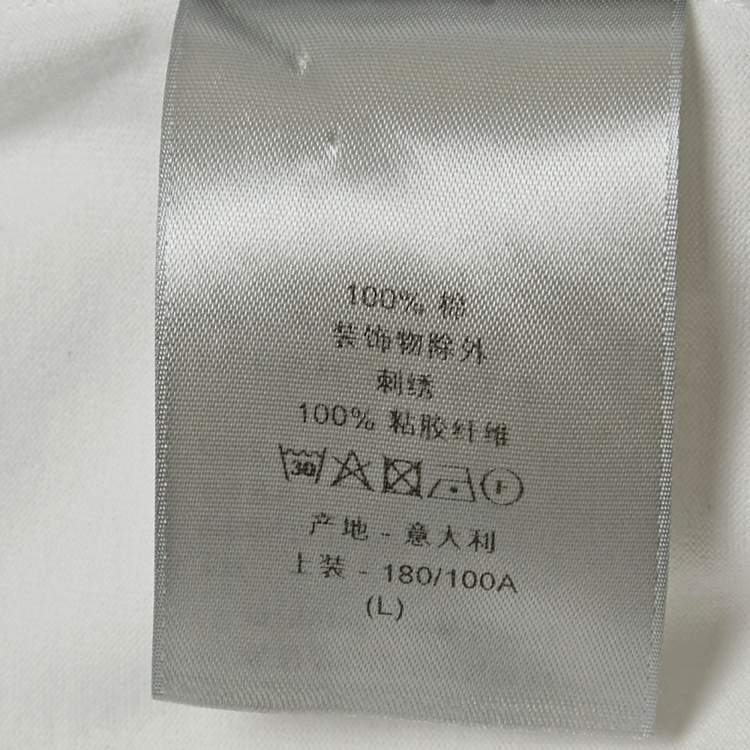 100% 棉
装饰物除外
刺绣
100% 粘胶纤维
30 F
产地 - 意大利
上装 - 180/100A
(L)